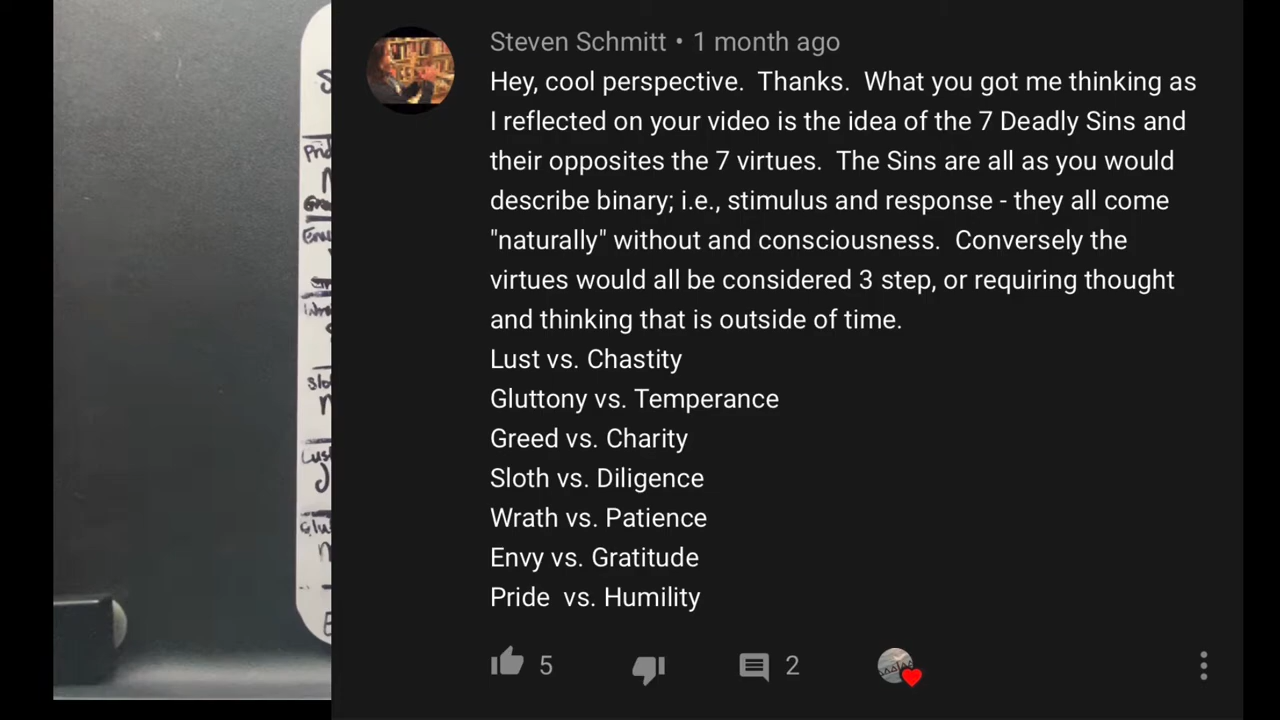 Steven Schmitt • 1 month ago
Hey, cool perspective.  Thanks.  What you got me thinking as
I reflected on your video is the idea of the 7 Deadly Sins and
their opposites the 7 virtues.  The Sins are all as you would
describe binary; i.e., stimulus and response - they all come
"naturally" without and consciousness.  Conversely the
virtues would all be considered 3 step, or requiring thought
and thinking that is outside of time.
Lust vs. Chastity
Gluttony vs. Temperance
Greed vs. Charity
Sloth vs. Diligence
Wrath vs. Patience
Envy vs. Gratitude
Pride  vs. Humility
5
2